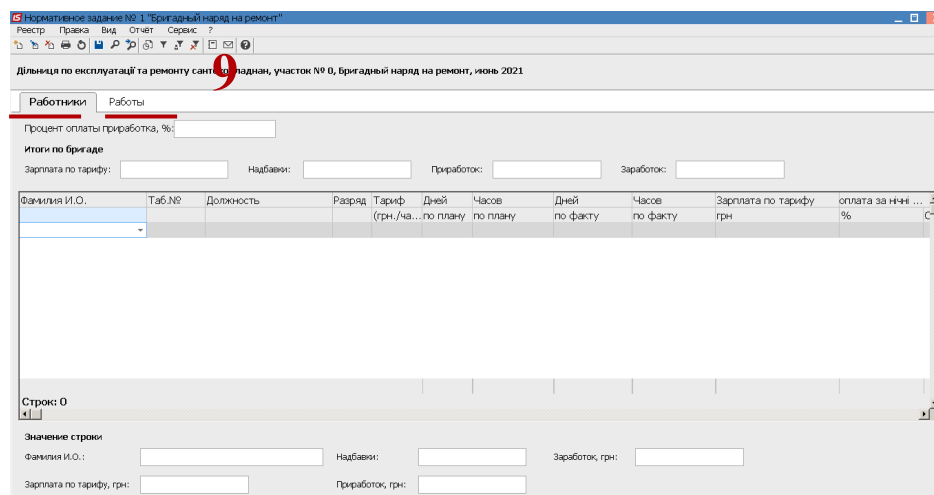 Нормативное задание № 1 "Бригадный наряд на ремонт"
Реестр Правка Вид Отчёт Сервис ?
Дільниця по експлуатації та ремонту сант ладнан, участок № 0, Бригадный наряд на ремонт, июнь 2021
9
Работники Работы
Процент оплаты приработка, %:
Итоги по бригаде
Зарплата по тарифу: Надбавки: Приработок: Заработок:
Фамилия И.О. Таб.№ Должность Разряд Тариф Дней Часов Дней Часов Зарплата по тарифу оплата за нічні ...
(грн./ча... по плану по плану по факту по факту грн %
Строк: 0
Значение строки
Фамилия И.О.: Надбавки: Заработок, грн:
Зарплата по тарифу, грн: Приработок, грн: